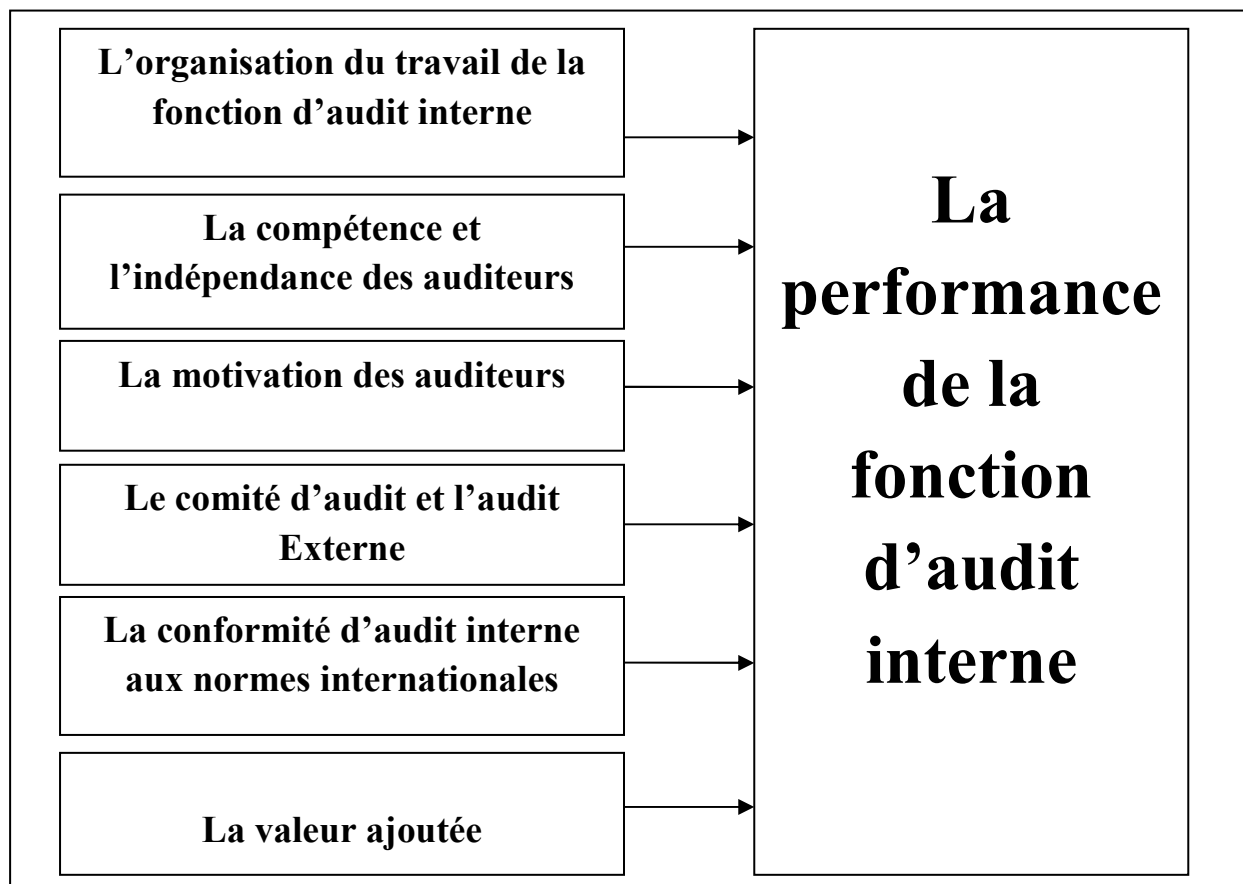 L’organisation du travail de la
fonction d’audit interne
La compétence et
l’indépendance des auditeurs
La motivation des auditeurs
Le comité d’audit et l’audit
Externe
La conformité d’audit interne
aux normes internationales
La valeur ajoutée
La
performance
de la
fonction
d’audit
interne